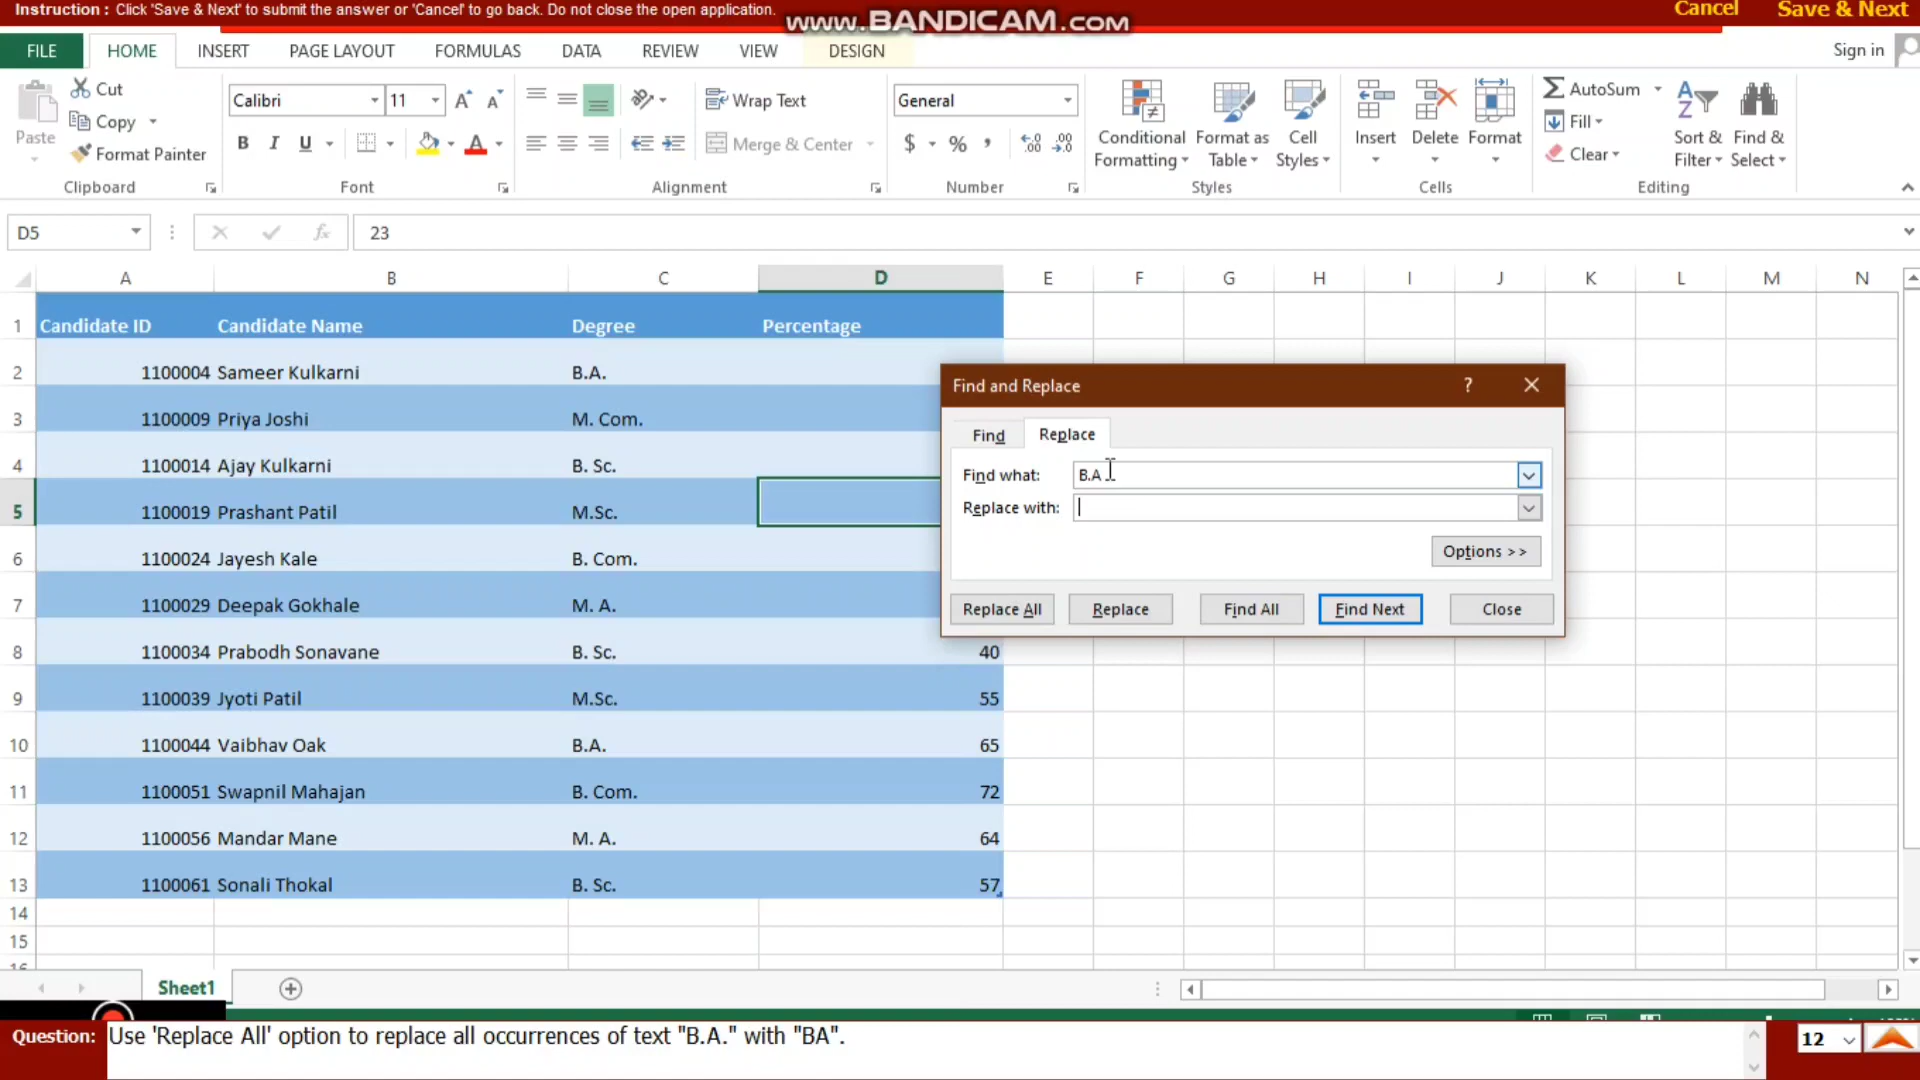 Instruction : Click 'Save & Next' to submit the answer or 'Cancel' to go back. Do not close the open application.
Cancel
Save & Next
www.BANDICAM.com
FILE HOME INSERT PAGE LAYOUT FORMULAS DATA REVIEW VIEW DESIGN
Sign in
Paste
Cut
Copy
Format Painter
Clipboard
Calibri 11
B I U
Font
Wrap Text
Merge & Center
Alignment
General
$ % ,
Number
Conditional Formatting
Format as Table
Cell Styles
Styles
Insert
Delete
Format
Cells
AutoSum
Fill
Clear
Sort & Filter
Find & Select
Editing
D5
fx
23
A B C D E F G H I J K L M N
1 Candidate ID Candidate Name Degree Percentage
2 1100004 Sameer Kulkarni B.A.
3 1100009 Priya Joshi M. Com.
4 1100014 Ajay Kulkarni B. Sc.
5 1100019 Prashant Patil M.Sc.
6 1100024 Jayesh Kale B. Com.
7 1100029 Deepak Gokhale M. A.
8 1100034 Prabodh Sonavane B. Sc. 40
9 1100039 Jyoti Patil M.Sc. 55
10 1100044 Vaibhav Oak B.A. 65
11 1100051 Swapnil Mahajan B. Com. 72
12 1100056 Mandar Mane M. A. 64
13 1100061 Sonali Thokal B. Sc. 57
14
15
Find and Replace ?
Find Replace
Find what: B.A
Replace with:
Options >>
Replace All Replace Find All Find Next Close
Sheet1
Question: Use 'Replace All' option to replace all occurrences of text "B.A." with "BA".
12